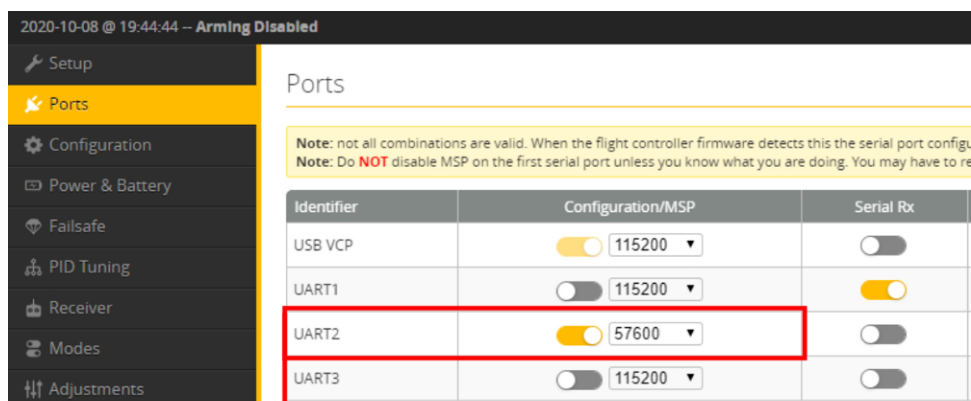 2020-10-08 @ 19:44:44 -- Arming Disabled
Setup
Ports
Configuration
Power & Battery
Failsafe
PID Tuning
Receiver
Modes
Adjustments
Ports
Note: not all combinations are valid. When the flight controller firmware detects this the serial port
Note: Do NOT disable MSP on the first serial port unless you know what you are doing. You may have to
Identifier Configuration/MSP Serial Rx
USB VCP 115200
UART1 115200
UART2 57600
UART3 115200